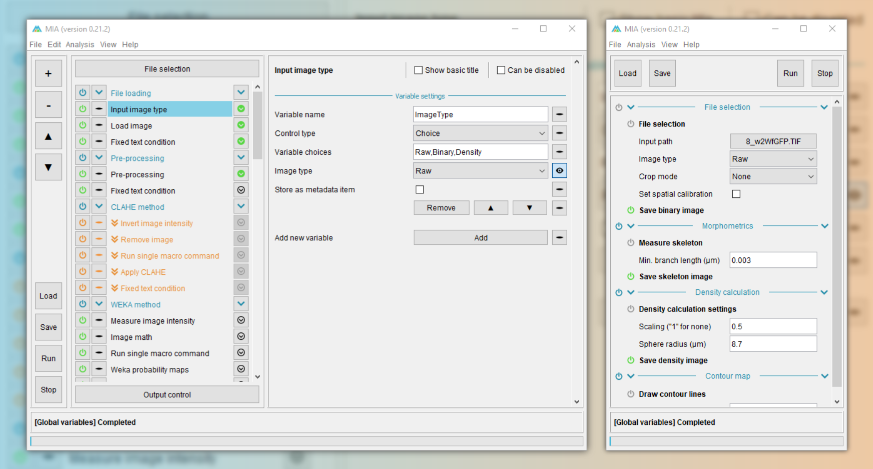 MIA (version 0.21.2)
File Edit Analysis View Help
+
-
Load
Save
Run
Stop
File selection
File loading
Input image type
Load image
Fixed text condition
Pre-processing
Pre-processing
Fixed text condition
CLAHE method
Invert image intensity
Remove image
Run single macro command
Apply CLAHE
Fixed text condition
WEKA method
Measure image intensity
Image math
Run single macro command
Weka probability maps
Output control
Input image type
Show basic title
Can be disabled
Variable settings
Variable name ImageType
Control type Choice
Variable choices Raw,Binary,Density
Image type Raw
Store as metadata item
Remove
Add new variable Add
[Global variables] Completed
MIA (version 0.21.2)
File Analysis View Help
Load Save Run Stop
File selection
File selection
Input path 8_w2WfGFP.TIF
Image type Raw
Crop mode None
Set spatial calibration
Save binary image
Morphometrics
Measure skeleton
Min. branch length (μm) 0.003
Save skeleton image
Density calculation
Density calculation settings
Scaling ("1" for none) 0.5
Sphere radius (μm) 8.7
Save density image
Contour map
Draw contour lines
[Global variables] Completed
Measure image intensity